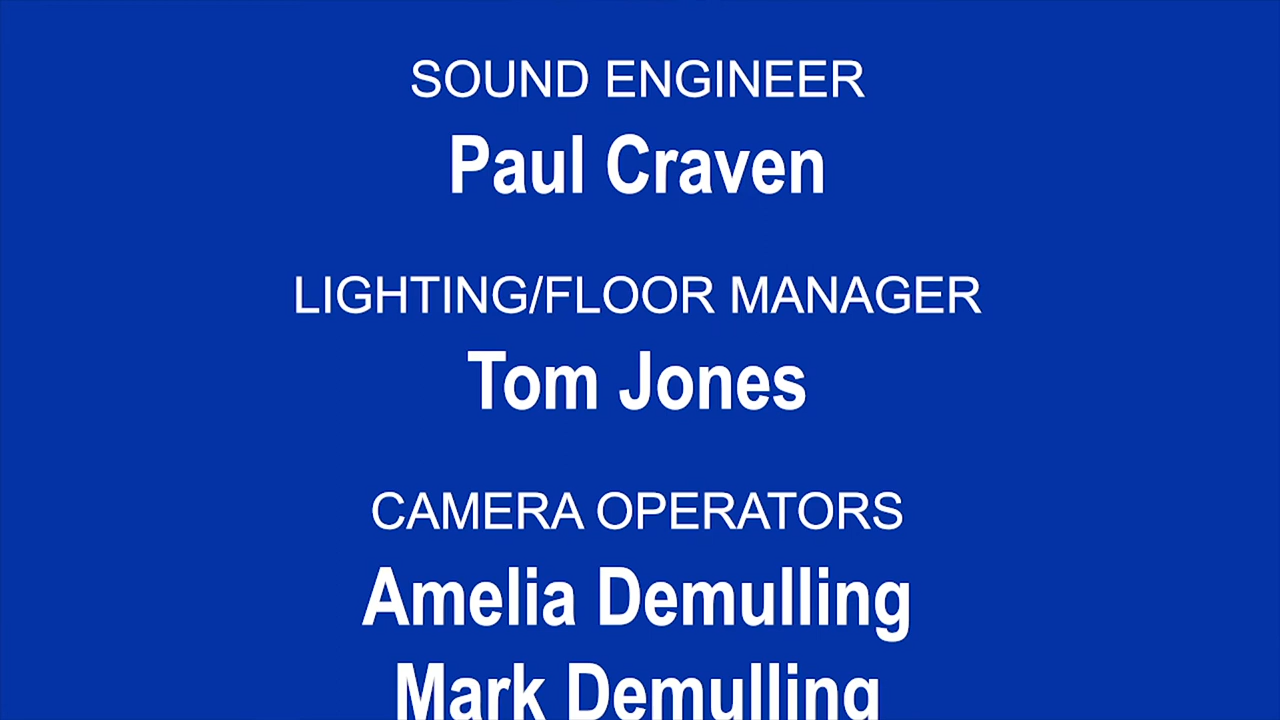 SOUND ENGINEER
Paul Craven
LIGHTING/FLOOR MANAGER
Tom Jones
CAMERA OPERATORS
Amelia Demulling
Mark Demulling